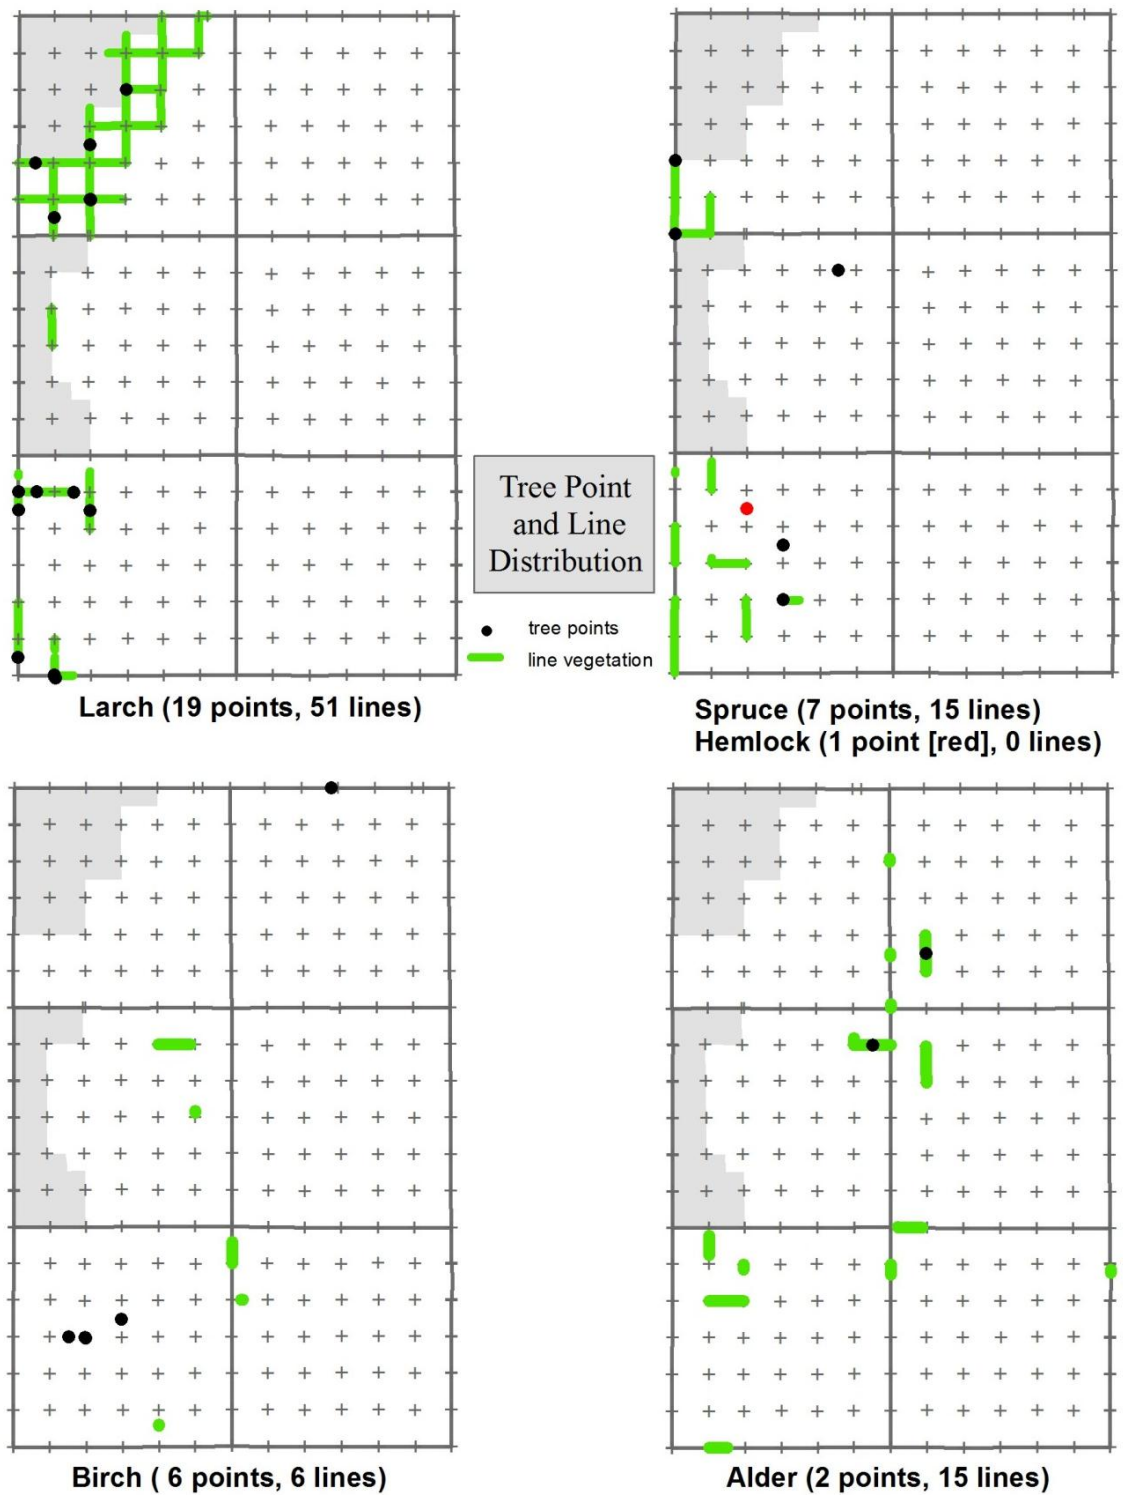 Tree Point
and Line
Distribution
tree points
line vegetation
Larch (19 points, 51 lines)
Spruce (7 points, 15 lines)
Hemlock (1 point [red], 0 lines)
Birch ( 6 points, 6 lines)
Alder (2 points, 15 lines)